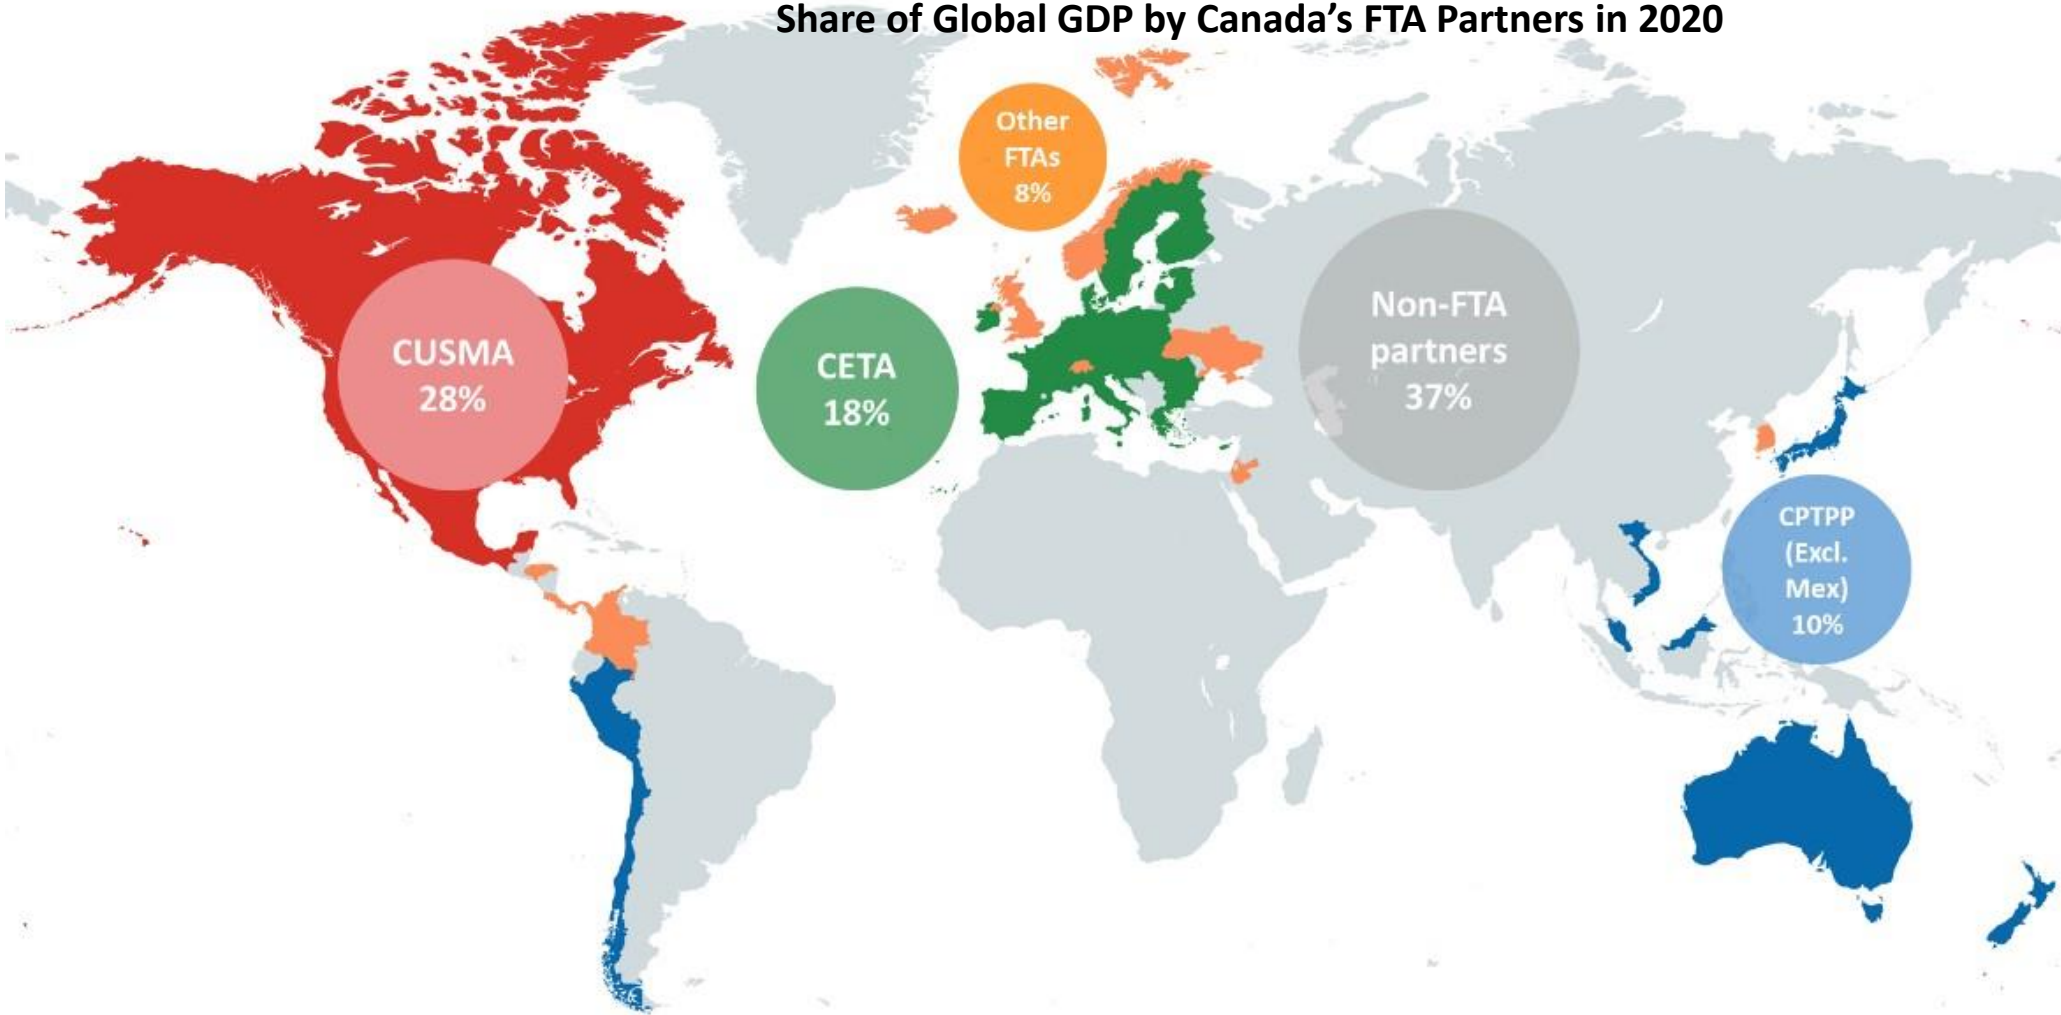 Share of Global GDP by Canada’s FTA Partners in 2020
Other
FTAs
8%
CUSMA
28%
CETA
18%
Non-FTA
partners
37%
CPTPP
(Excl.
Mex)
10%